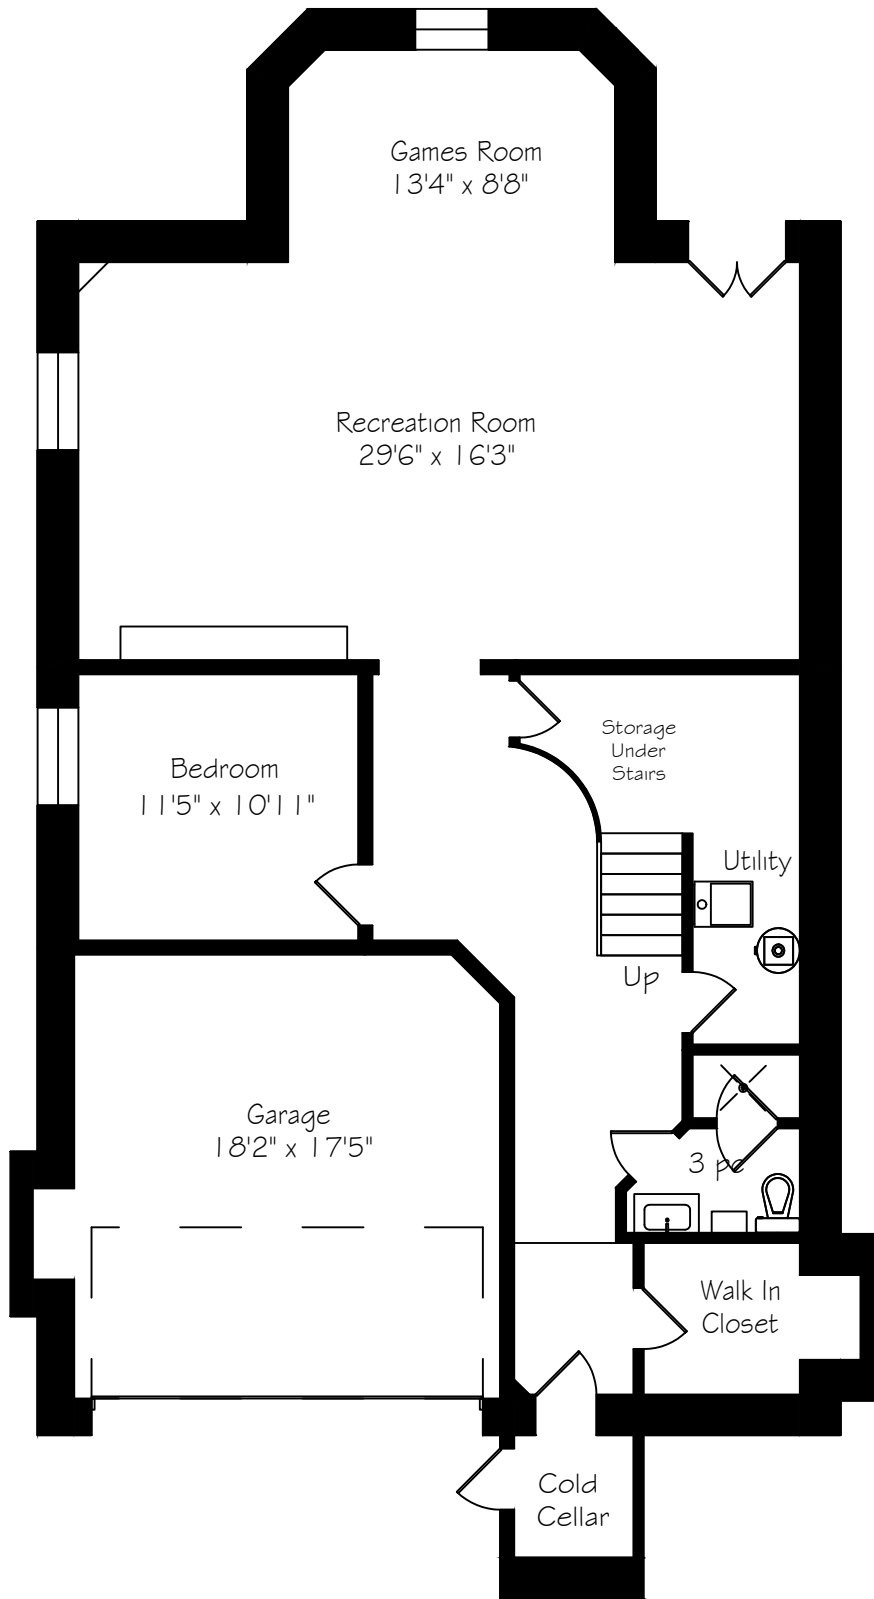 Games Room
13'4" x 8'8"
Recreation Room
29'6" x 16'3"
Storage
Under
Stairs
Bedroom
11'5" x 10'11"
Utility
Up
Garage
18'2" x 17'5"
3 pc
Walk In
Closet
Cold
Cellar